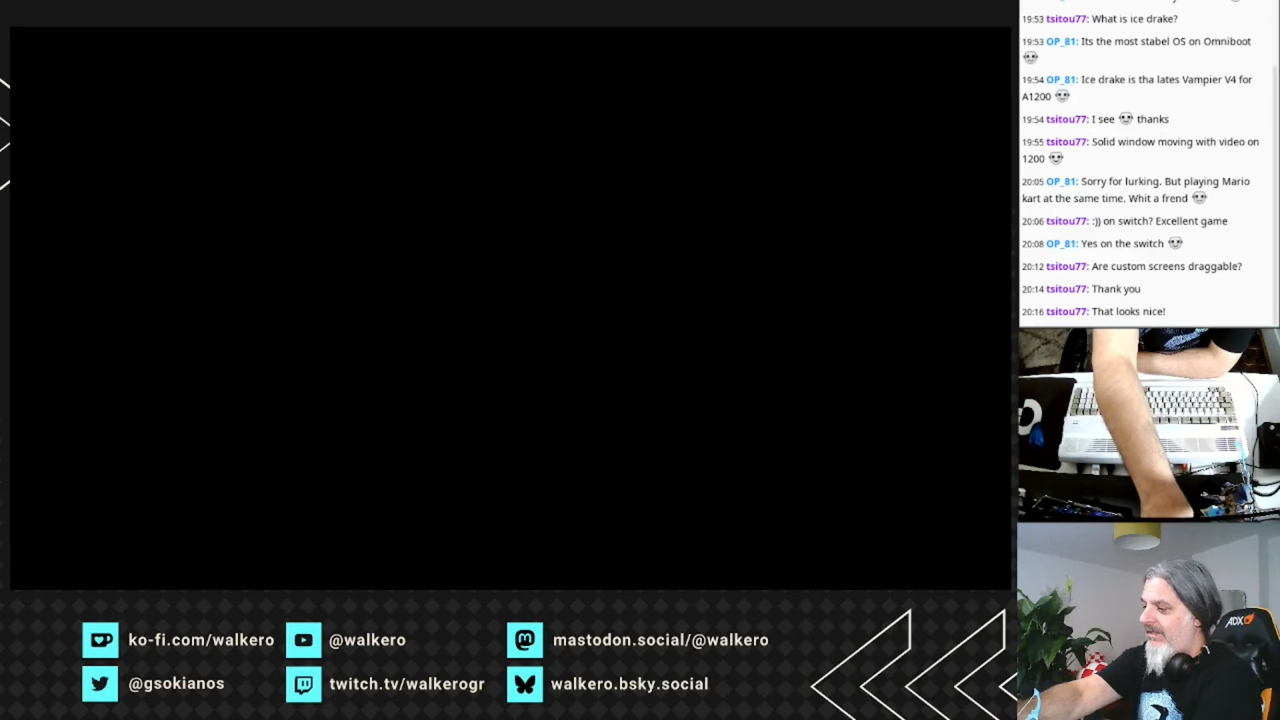 19:53 tsitou77: What is ice drake?
19:53 OP_81: Its the most stabel OS on Omniboot
19:54 OP_81: Ice drake is tha lates Vampier V4 for
A1200
19:54 tsitou77: I see thanks
19:55 tsitou77: Solid window moving with video on
1200
20:05 OP_81: Sorry for lurking. But playing Mario
kart at the same time. Whit a frend
20:06 tsitou77: :)) on switch? Excellent game
20:08 OP_81: Yes on the switch
20:12 tsitou77: Are custom screens draggable?
20:14 tsitou77: Thank you
20:16 tsitou77: That looks nice!
ADX
ko-fi.com/walkero
@walkero
mastodon.social/@walkero
@gsokianos
twitch.tv/walkerogr
walkero.bsky.social